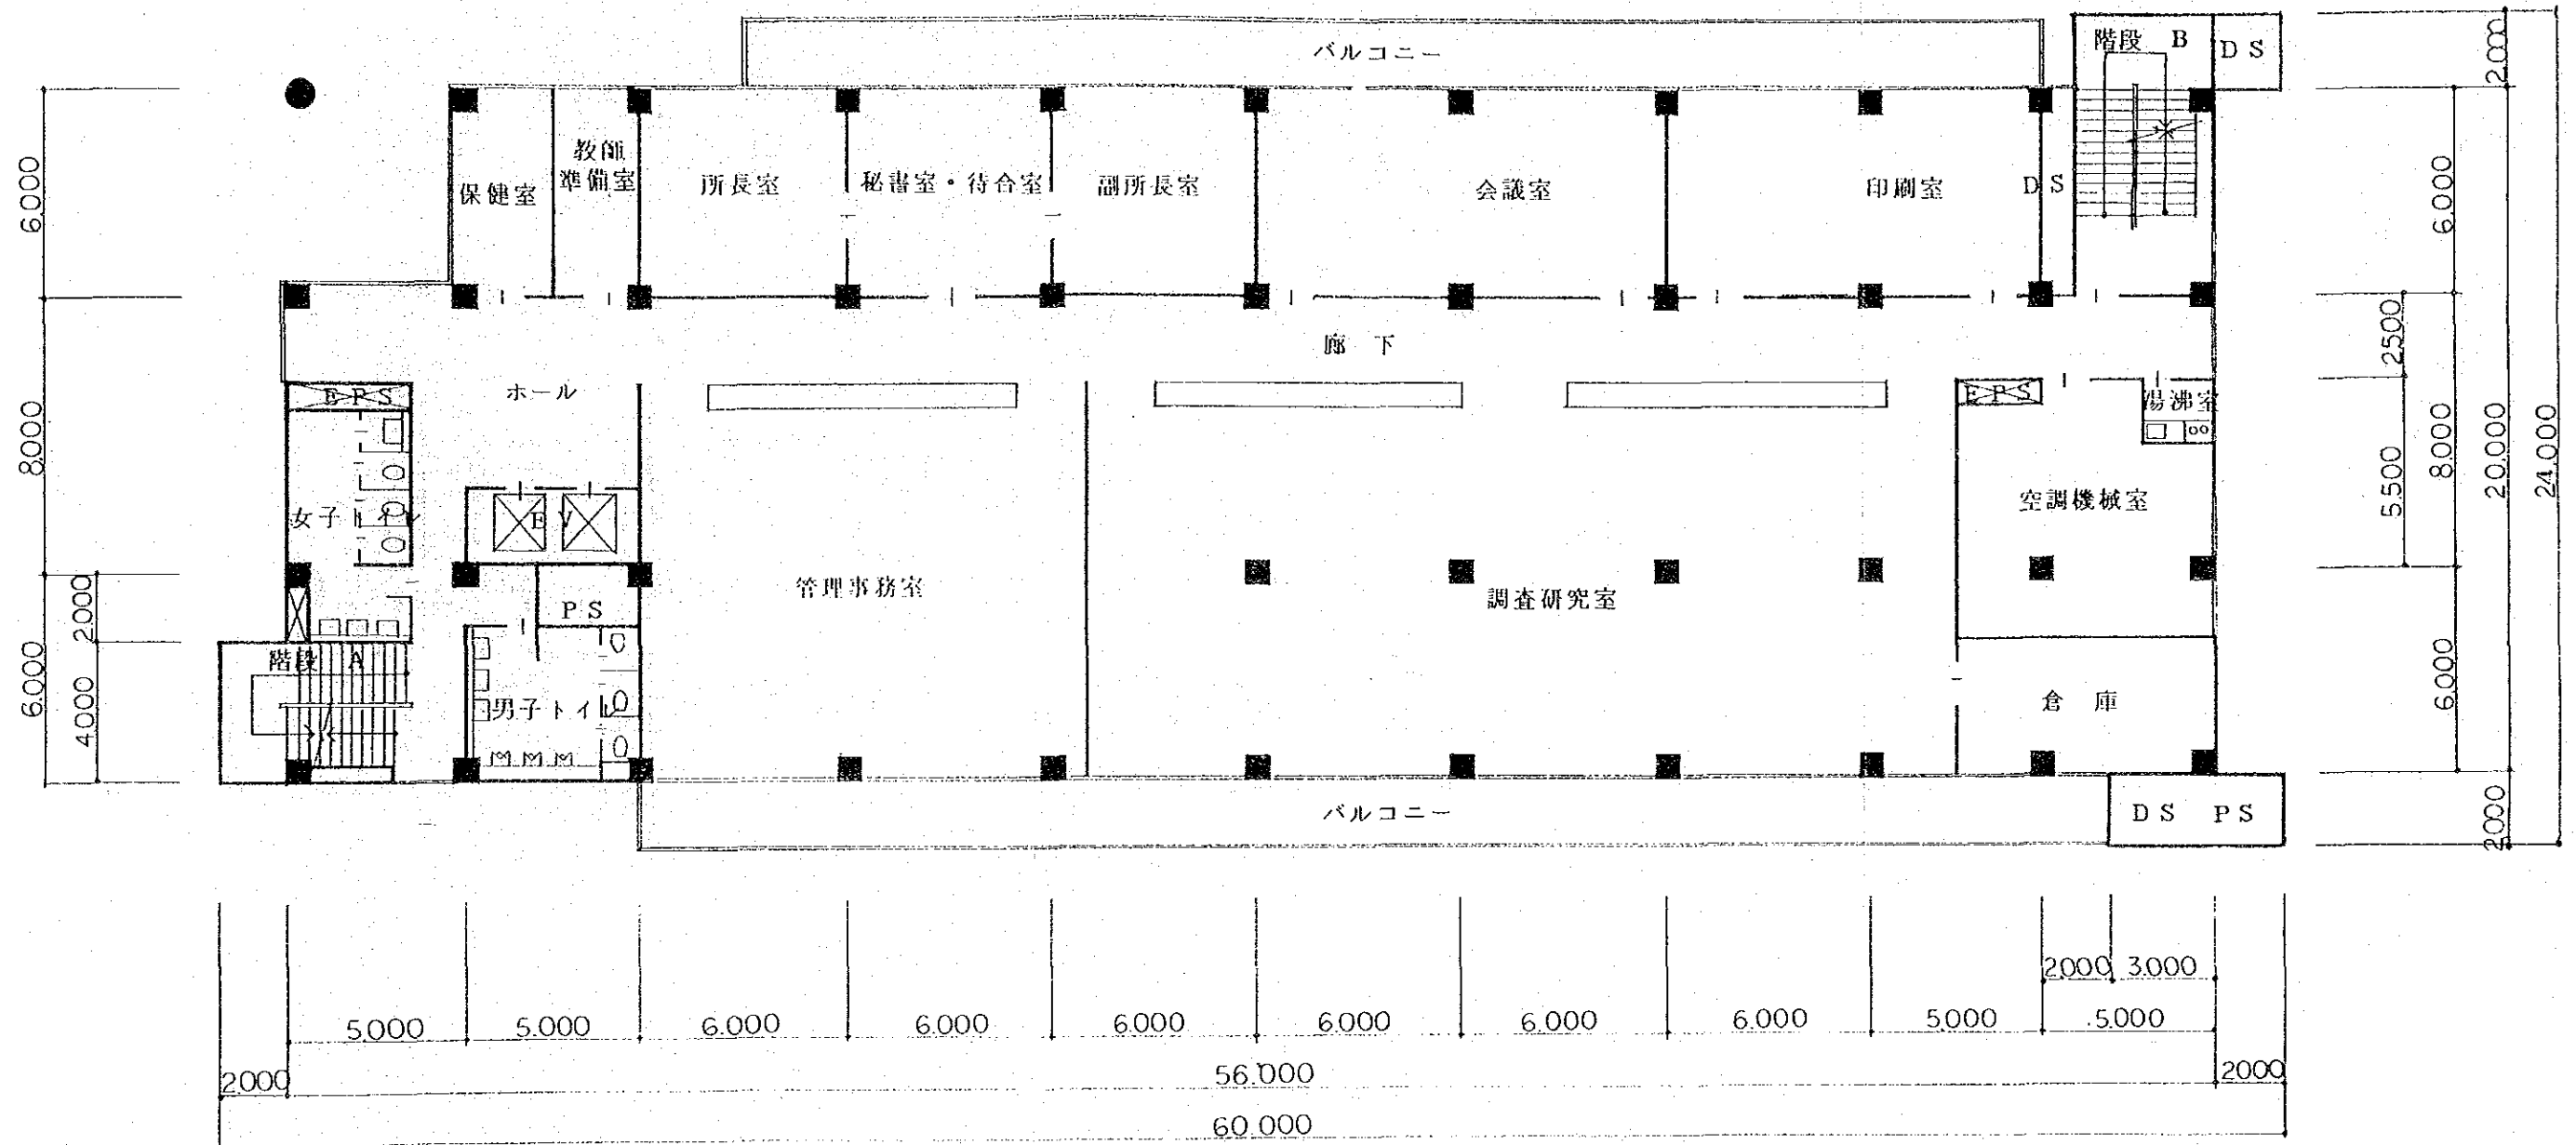 バルコニー
階段 B
DS
保健室
教師
準備室
所長室
秘書室・待合室
副所長室
会議室
印刷室
DS
廊下
ホール
EPS
EPS
湯沸室
女子トイレ
EV
空調機械室
管理事務室
調査研究室
PS
階段 A
男子トイレ
倉庫
バルコニー
DS PS
6.000
8.000
6.000
2.000
4.000
2.000
6.000
2500
8.000
5.500
20.000
24.000
6.000
2.000
2.000 3.000
5.000 5.000 6.000 6.000 6.000 6.000 6.000 6.000 5.000 5.000
2.000 56.000 2.000
60.000